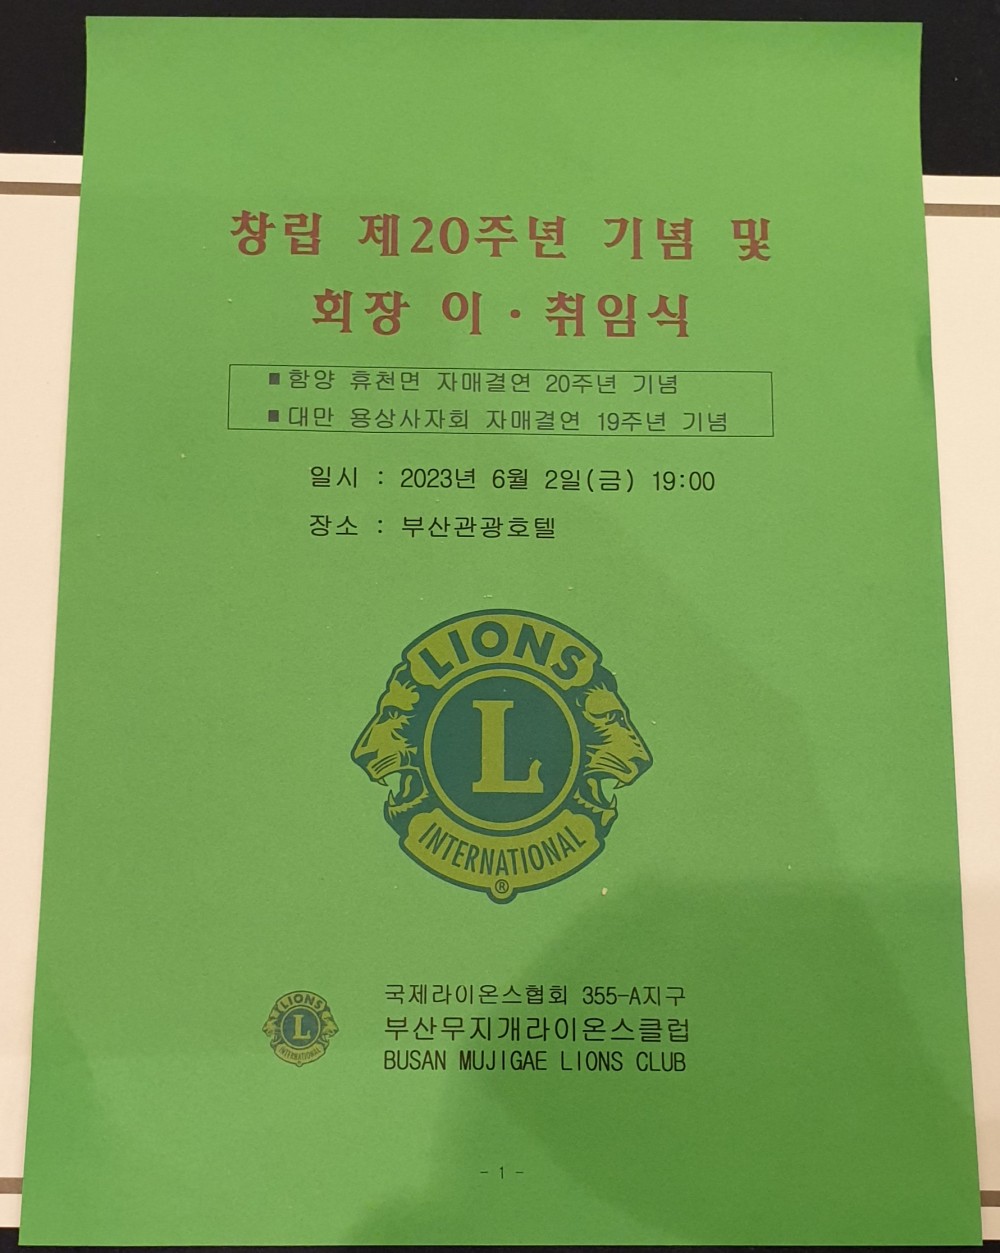 창립 제20주년 기념 및
회장 이·취임식
■ 함양 휴천면 자매결연 20주년 기념
■ 대만 용상사자회 자매결연 19주년 기념
일시 : 2023년 6월 2일(금) 19:00
장소 : 부산관광호텔
LIONS
L
INTERNATIONAL
®
LIONS
L
INTERNATIONAL
국제라이온스협회 355-A지구
부산무지개라이온스클럽
BUSAN MUJIGAE LIONS CLUB
- 1 -